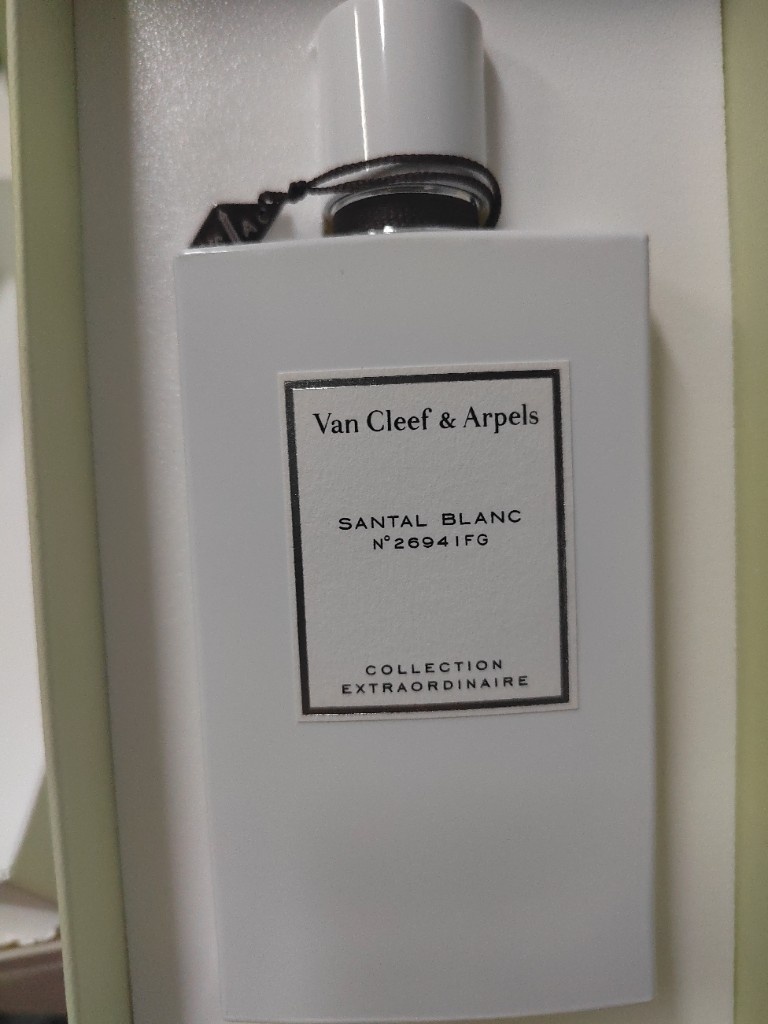 Van Cleef & Arpels
SANTAL BLANC
N°26941FG
COLLECTION
EXTRAORDINAIRE